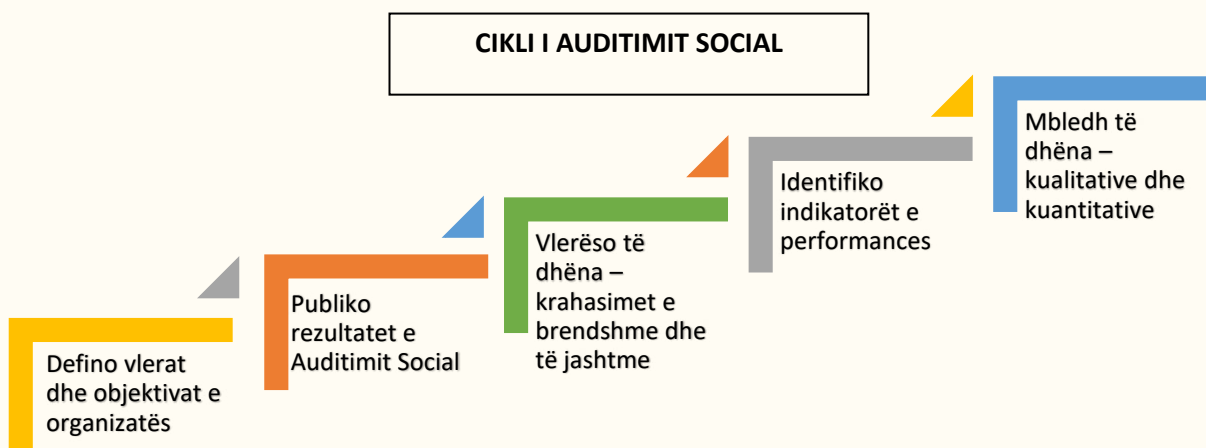 CIKLI I AUDITIMIT SOCIAL
Defino vlerat
dhe objektivat e
organizatës
Publiko
rezultatet e
Auditimit Social
Vlerëso të
dhëna –
krahasimet e
brendshme dhe
të jashtme
Identifiko
indikatorët e
performances
Mbledh të
dhëna –
kualitative dhe
kuantitative